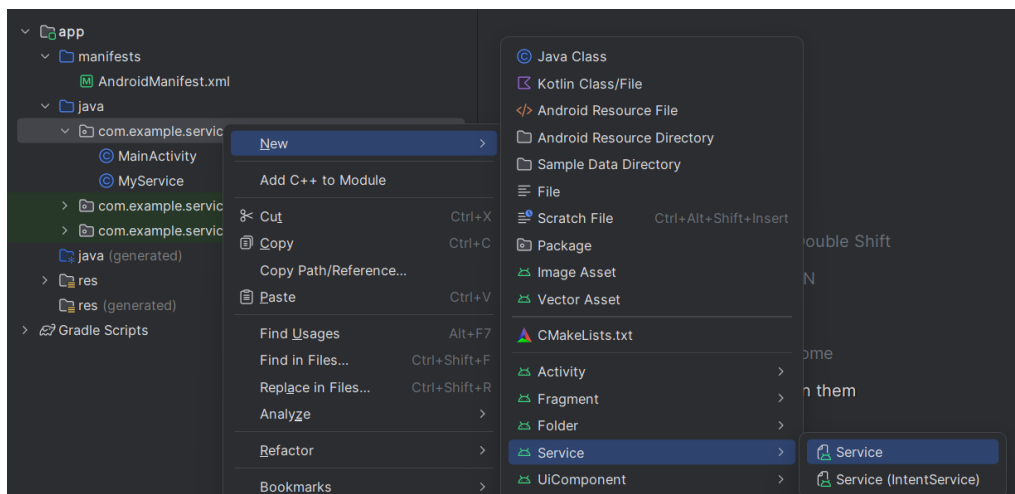 app
manifests
AndroidManifest.xml
java
com.example.servic
MainActivity
MyService
com.example.servic
com.example.servic
java (generated)
res
res (generated)
Gradle Scripts
New
Add C++ to Module
Cut Ctrl+X
Copy Ctrl+C
Copy Path/Reference...
Paste Ctrl+V
Find Usages Alt+F7
Find in Files... Ctrl+Shift+F
Replace in Files... Ctrl+Shift+R
Analyze
Refactor
Bookmarks
Java Class
Kotlin Class/File
Android Resource File
Android Resource Directory
Sample Data Directory
File
Scratch File Ctrl+Alt+Shift+Insert
Package
Image Asset
Vector Asset
CMakeLists.txt
Activity
Fragment
Folder
Service
UiComponent
Service
Service (IntentService)
Double Shift
N
ome
n them